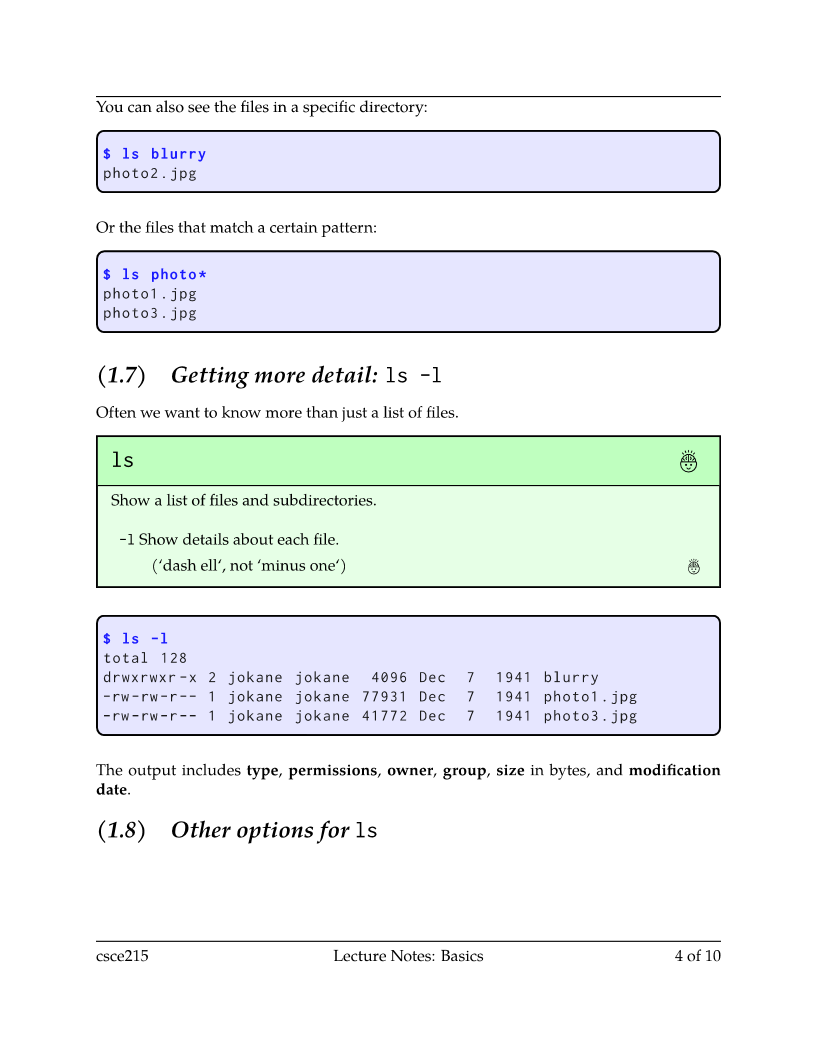 You can also see the files in a specific directory:
$ ls blurry
photo2.jpg
Or the files that match a certain pattern:
$ ls photo*
photo1.jpg
photo3.jpg
(1.7) Getting more detail: ls -l
Often we want to know more than just a list of files.
ls
Show a list of files and subdirectories.
-l Show details about each file.
(‘dash ell‘, not ‘minus one‘)
$ ls -l
total 128
drwxrwxr-x 2 jokane jokane  4096 Dec  7  1941 blurry
-rw-rw-r-- 1 jokane jokane 77931 Dec  7  1941 photo1.jpg
-rw-rw-r-- 1 jokane jokane 41772 Dec  7  1941 photo3.jpg
The output includes type, permissions, owner, group, size in bytes, and modification
date.
(1.8) Other options for ls
csce215 Lecture Notes: Basics 4 of 10